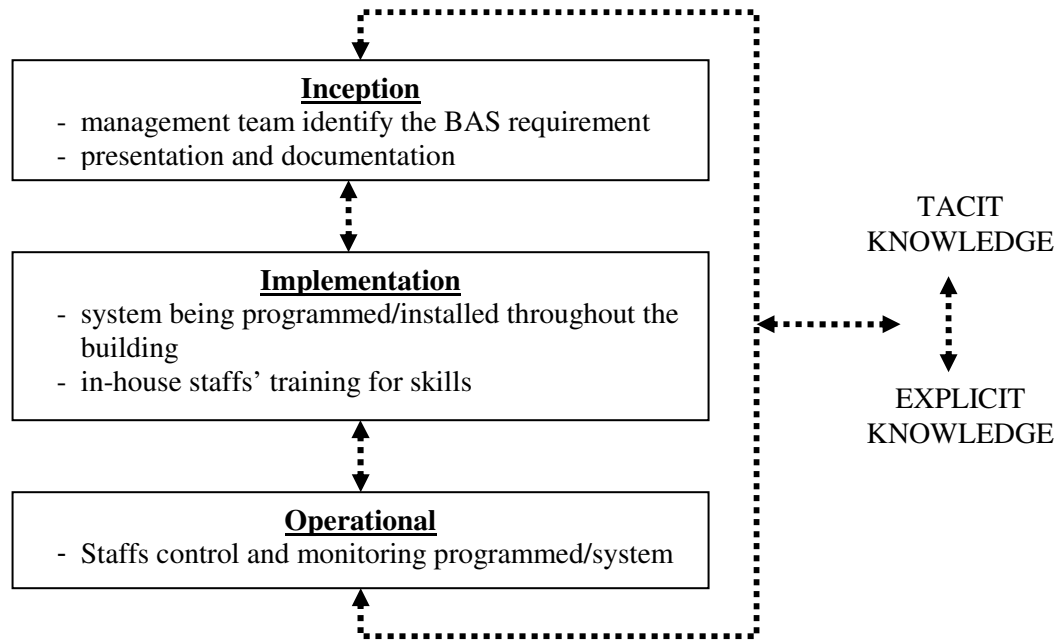 Inception
- management team identify the BAS requirement
- presentation and documentation
Implementation
- system being programmed/installed throughout the
building
- in-house staffs’ training for skills
Operational
- Staffs control and monitoring programmed/system
TACIT
KNOWLEDGE
EXPLICIT
KNOWLEDGE